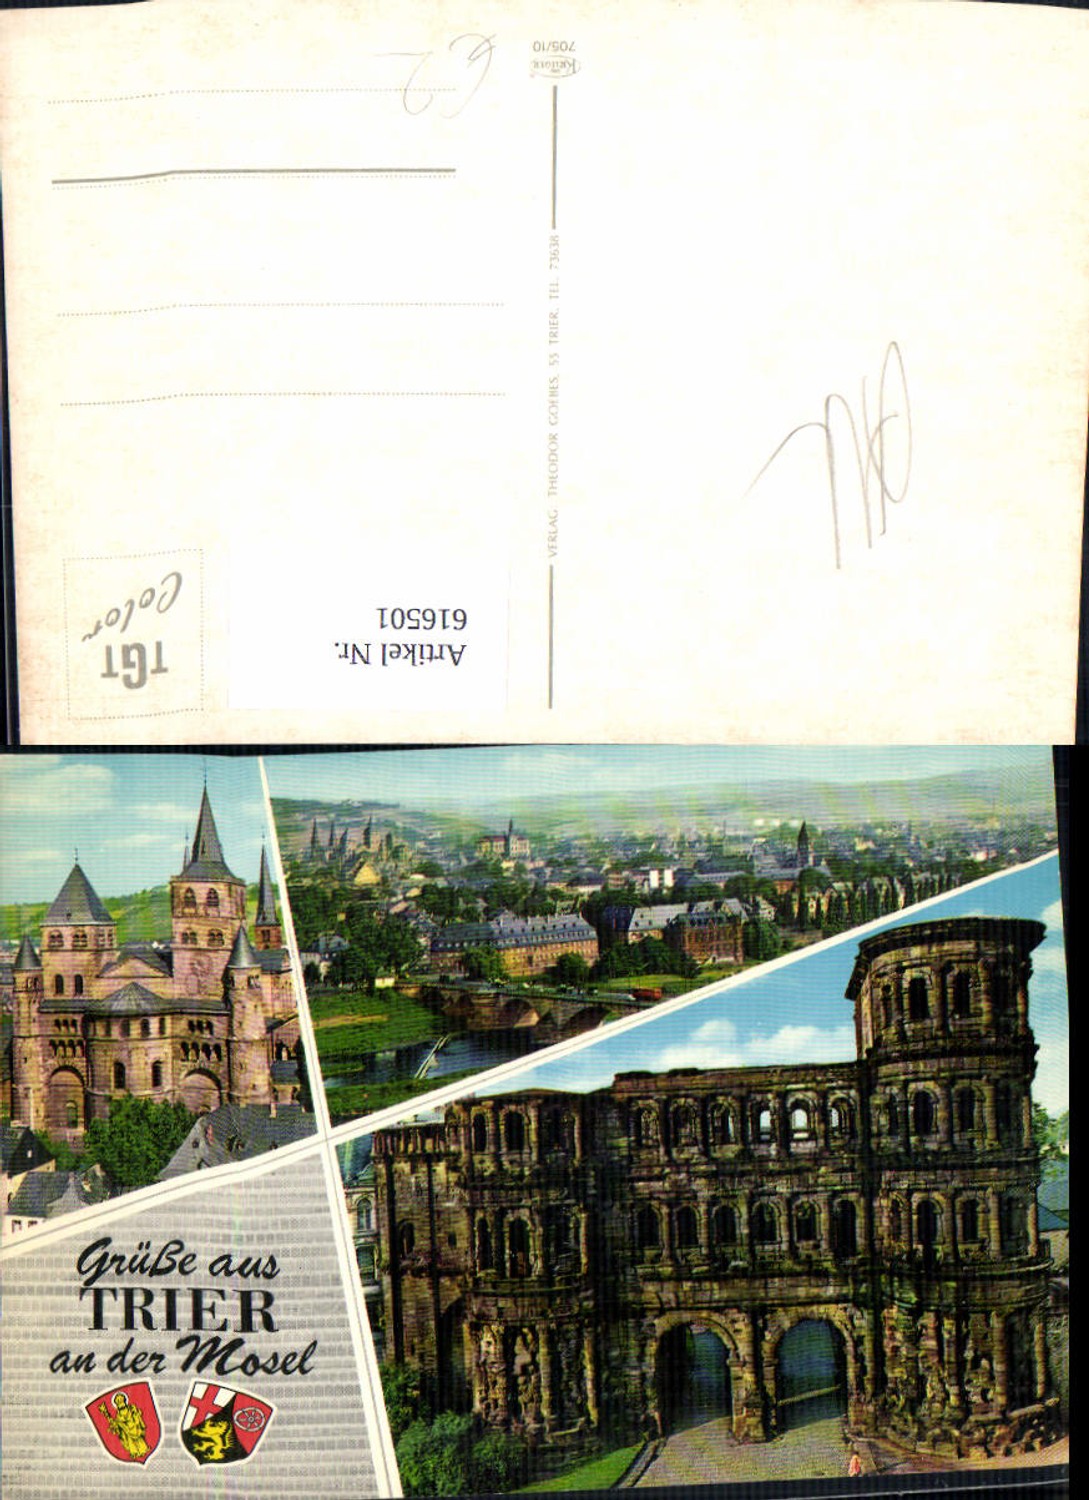 Krüger
705/10
VERLAG THEODOR GOEBES, 55 TRIER, TEL. 73638
Artikel Nr.
616501
TGT
Color
Grüße aus
TRIER
an der Mosel